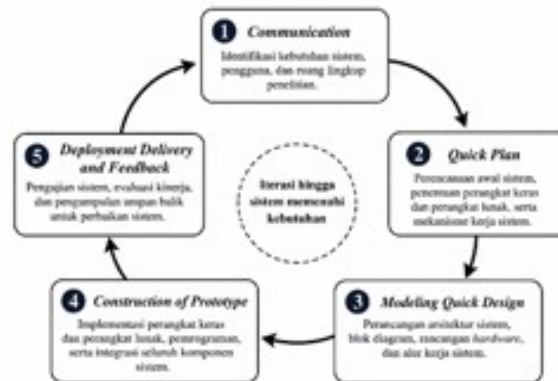 1 Communication
Identifikasi kebutuhan sistem,
pengguna, dan ruang lingkup
penelitian.
2 Quick Plan
Perencanaan awal sistem,
penentuan perangkat keras
dan perangkat lunak, serta
mekanisme kerja sistem.
3 Modeling Quick Design
Perancangan arsitektur sistem,
blok diagram, rancangan hardware,
dan alur kerja sistem.
4 Construction of Prototype
Implementasi perangkat keras
dan perangkat lunak, pemrograman,
serta integrasi seluruh komponen
sistem.
5 Deployment Delivery
and Feedback
Pengujian sistem, evaluasi kinerja,
dan pengumpulan umpan balik
untuk perbaikan sistem.
Iterasi hingga
sistem memenuhi
kebutuhan